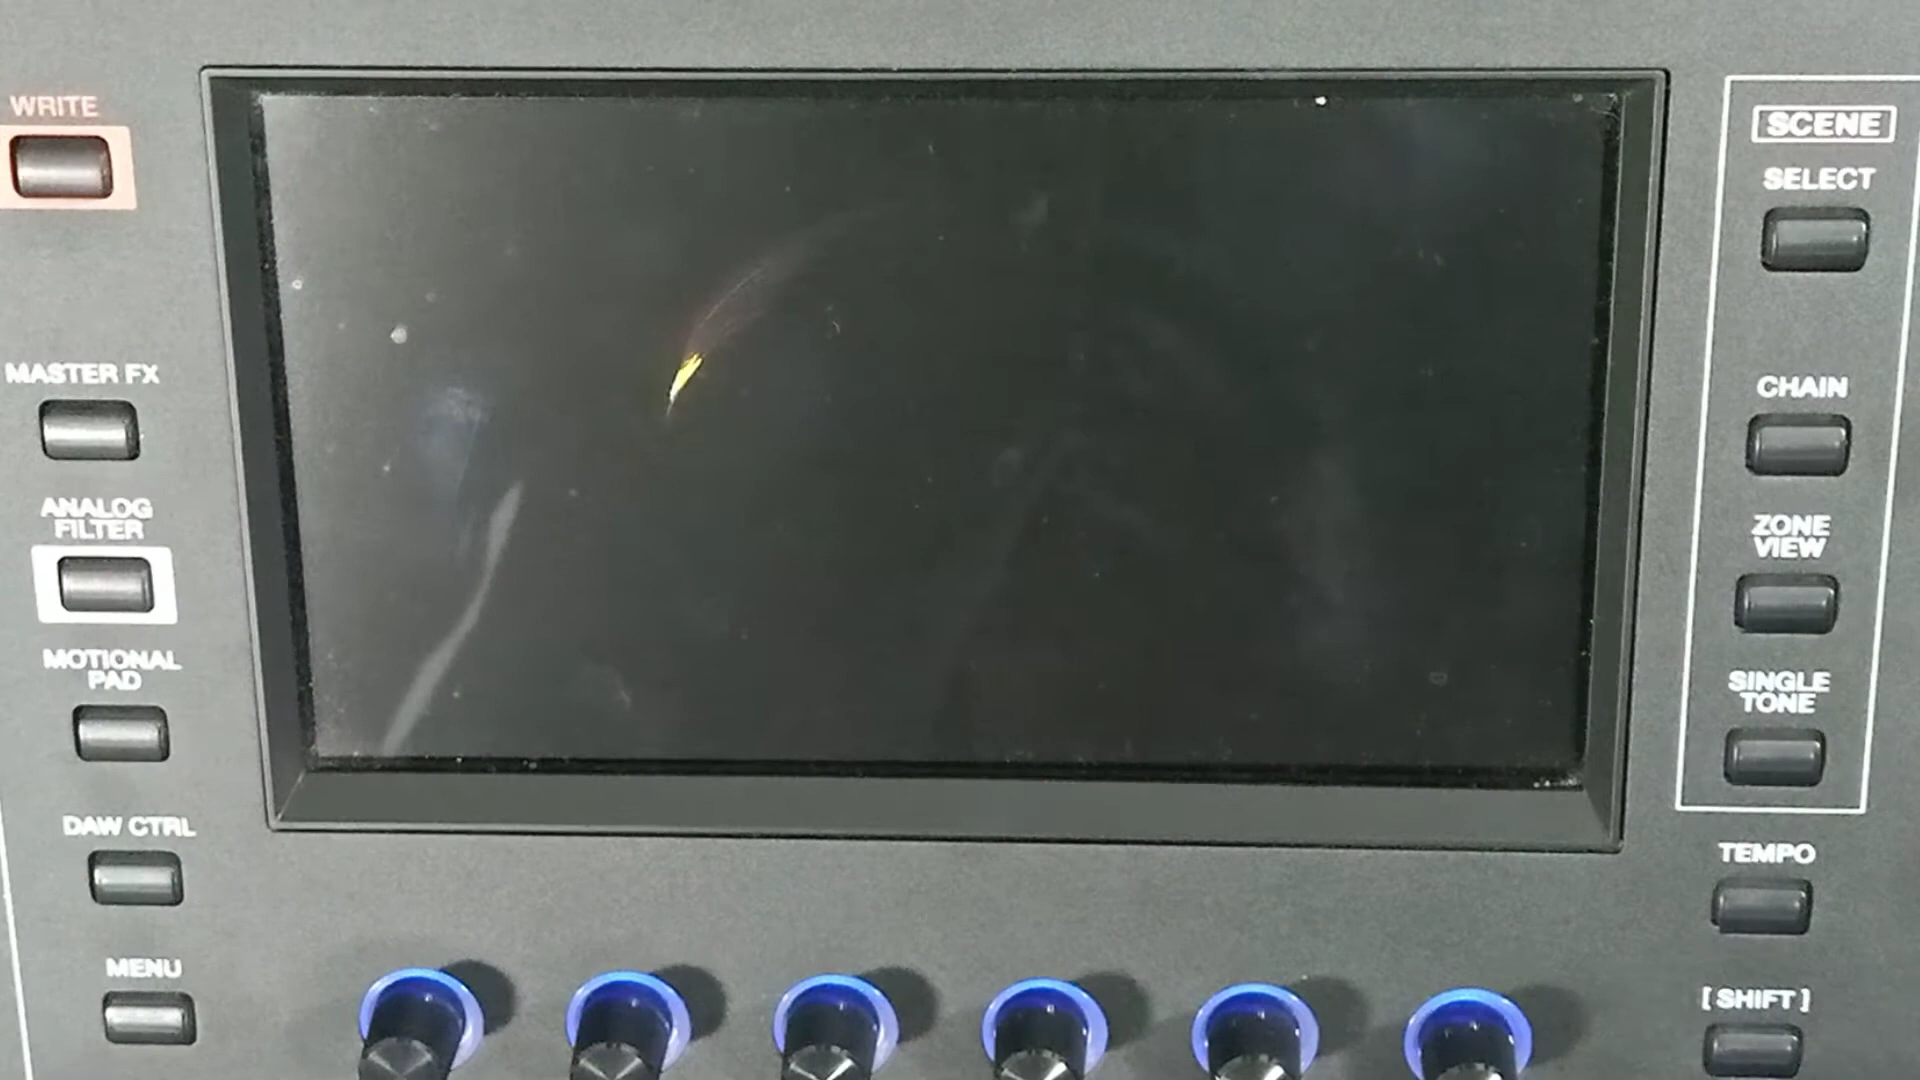 WRITE
MASTER FX
ANALOG
FILTER
MOTIONAL
PAD
DAW CTRL
MENU
SCENE
SELECT
CHAIN
ZONE
VIEW
SINGLE
TONE
TEMPO
[ SHIFT ]